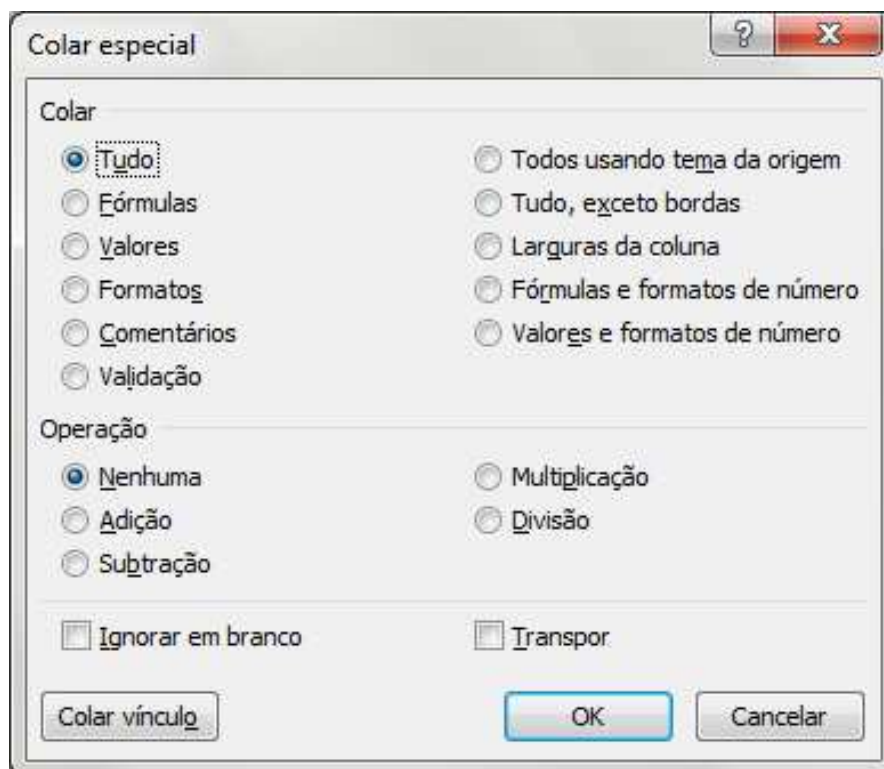 Colar especial
?
Colar
Tudo
Todos usando tema da origem
Fórmulas
Tudo, exceto bordas
Valores
Larguras da coluna
Formatos
Fórmulas e formatos de número
Comentários
Valores e formatos de número
Validação
Operação
Nenhuma
Multiplicação
Adição
Divisão
Subtração
Ignorar em branco
Transpor
Colar vínculo
OK
Cancelar